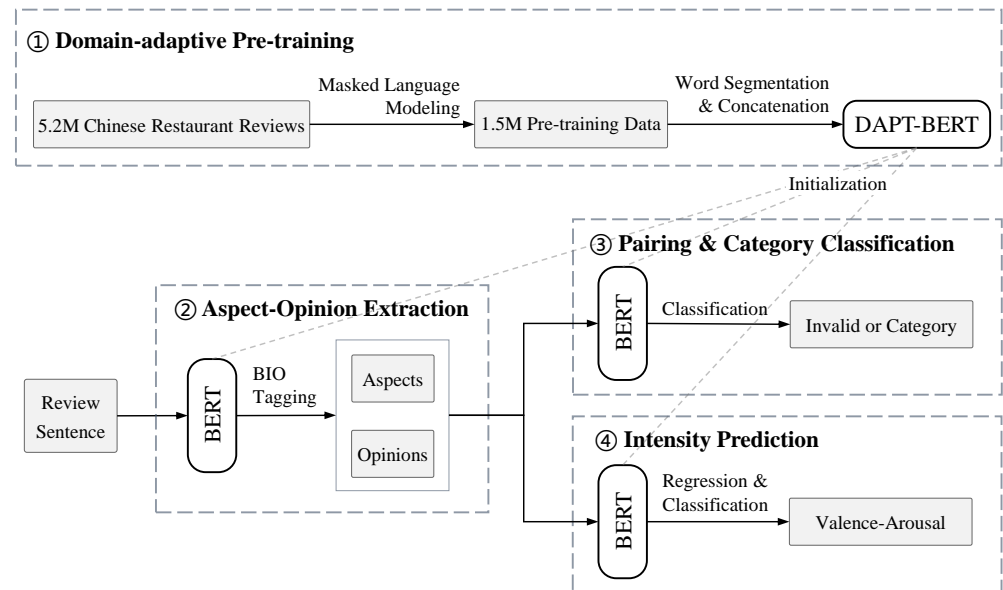 ① Domain-adaptive Pre-training
5.2M Chinese Restaurant Reviews
Masked Language
Modeling
1.5M Pre-training Data
Word Segmentation
& Concatenation
DAPT-BERT
Initialization
② Aspect-Opinion Extraction
Review
Sentence
BERT
BIO
Tagging
Aspects
Opinions
③ Pairing & Category Classification
BERT
Classification
Invalid or Category
④ Intensity Prediction
BERT
Regression &
Classification
Valence-Arousal